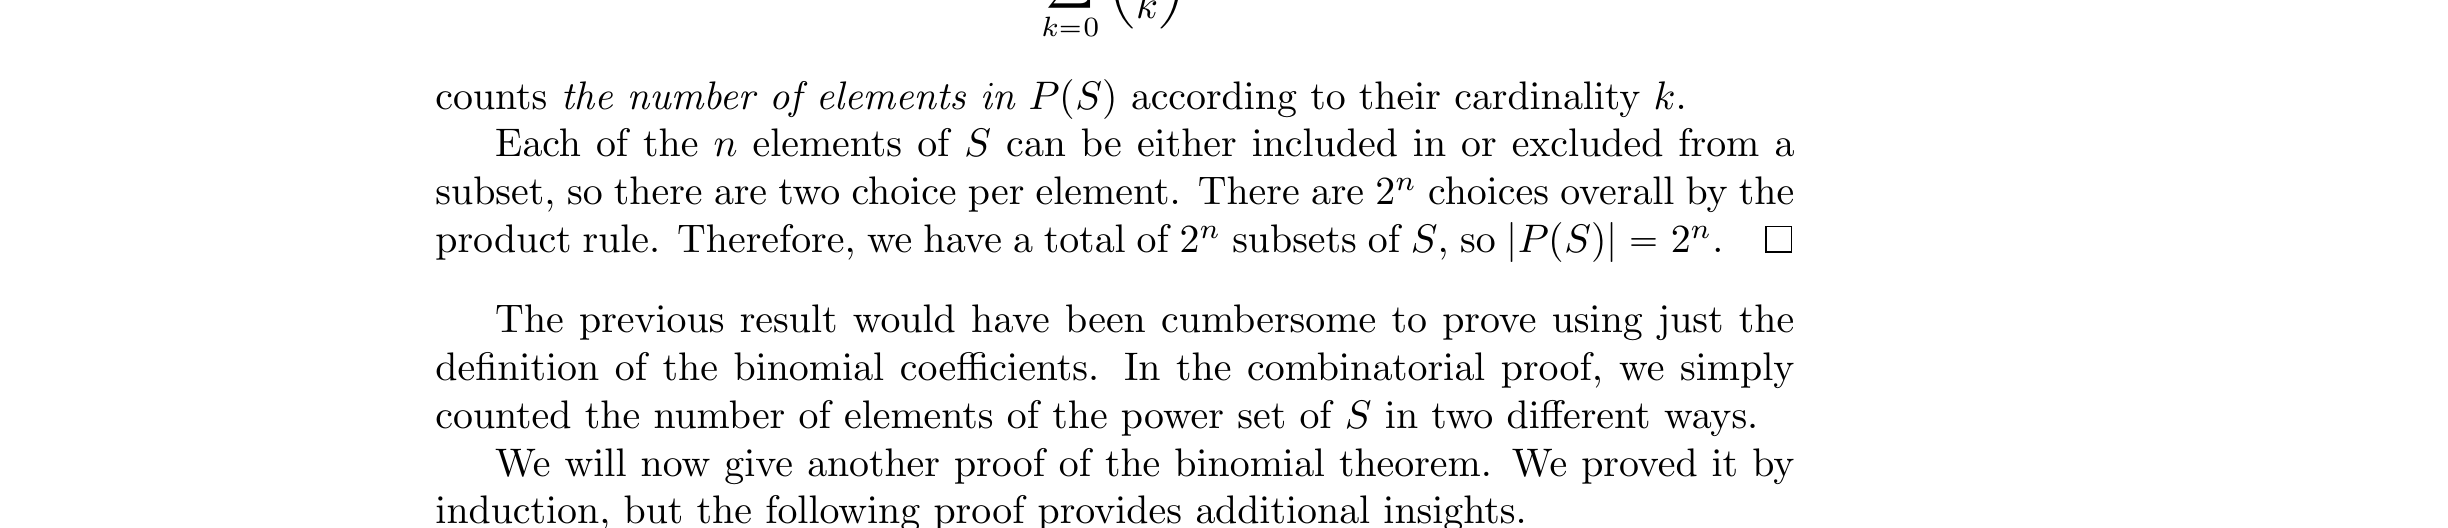 k=0 k
counts the number of elements in P(S) according to their cardinality k.
Each of the n elements of S can be either included in or excluded from a
subset, so there are two choice per element. There are 2ⁿ choices overall by the
product rule. Therefore, we have a total of 2ⁿ subsets of S, so |P(S)| = 2ⁿ. □
The previous result would have been cumbersome to prove using just the
definition of the binomial coefficients. In the combinatorial proof, we simply
counted the number of elements of the power set of S in two different ways.
We will now give another proof of the binomial theorem. We proved it by
induction, but the following proof provides additional insights.